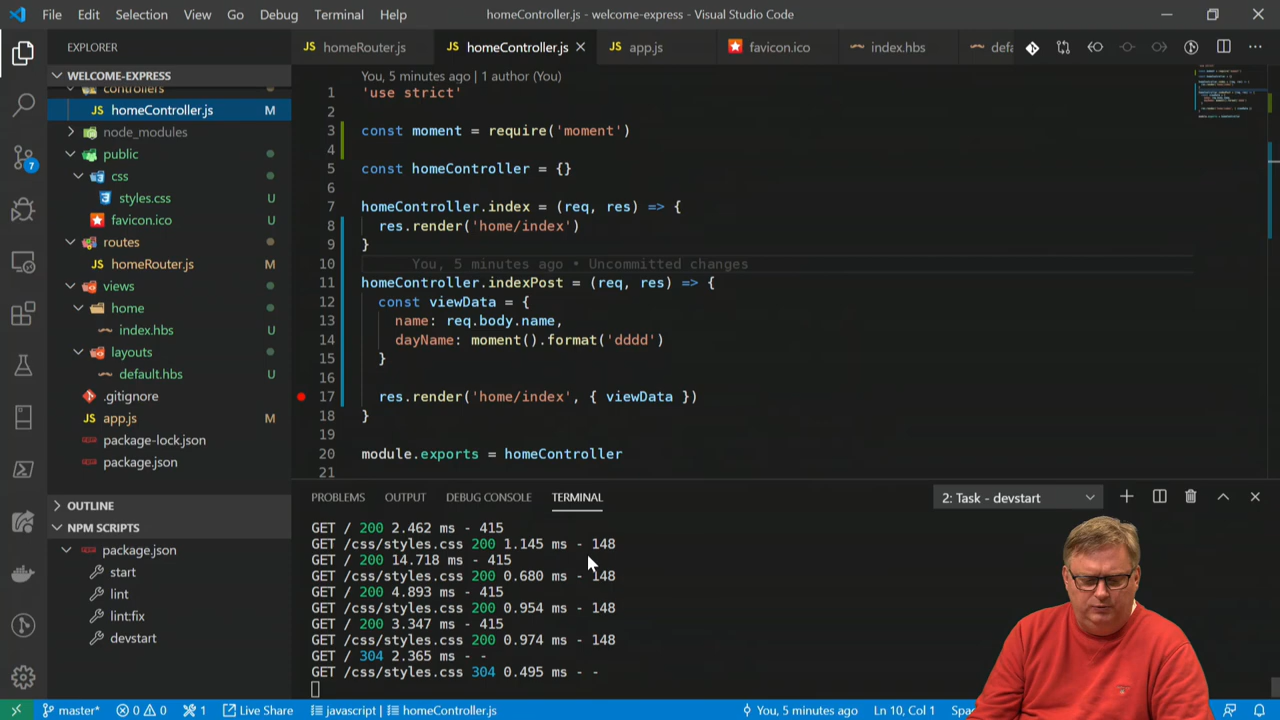 File Edit Selection View Go Debug Terminal Help
homeController.js - welcome-express - Visual Studio Code
EXPLORER
WELCOME-EXPRESS
controllers
homeController.js M
node_modules
public
css
styles.css U
favicon.ico U
routes
homeRouter.js M
views
home
index.hbs U
layouts
default.hbs U
.gitignore
app.js M
package-lock.json
package.json
OUTLINE
NPM SCRIPTS
package.json
start
lint
lint:fix
devstart
7
JS homeRouter.js JS homeController.js JS app.js favicon.ico index.hbs defa
You, 5 minutes ago | 1 author (You)
1 'use strict'
2
3 const moment = require('moment')
4
5 const homeController = {}
6
7 homeController.index = (req, res) => {
8 res.render('home/index')
9 }
10 You, 5 minutes ago • Uncommitted changes
11 homeController.indexPost = (req, res) => {
12 const viewData = {
13 name: req.body.name,
14 dayName: moment().format('dddd')
15 }
16
17 res.render('home/index', { viewData })
18 }
19
20 module.exports = homeController
21
PROBLEMS OUTPUT DEBUG CONSOLE TERMINAL 2: Task - devstart
GET / 200 2.462 ms - 415
GET /css/styles.css 200 1.145 ms - 148
GET / 200 14.718 ms - 415
GET /css/styles.css 200 0.680 ms - 148
GET / 200 4.893 ms - 415
GET /css/styles.css 200 0.954 ms - 148
GET / 200 3.347 ms - 415
GET /css/styles.css 200 0.974 ms - 148
GET / 304 2.365 ms - -
GET /css/styles.css 304 0.495 ms - -
master* 0 0 1 Live Share javascript | homeController.js You, 5 minutes ago Ln 10, Col 1